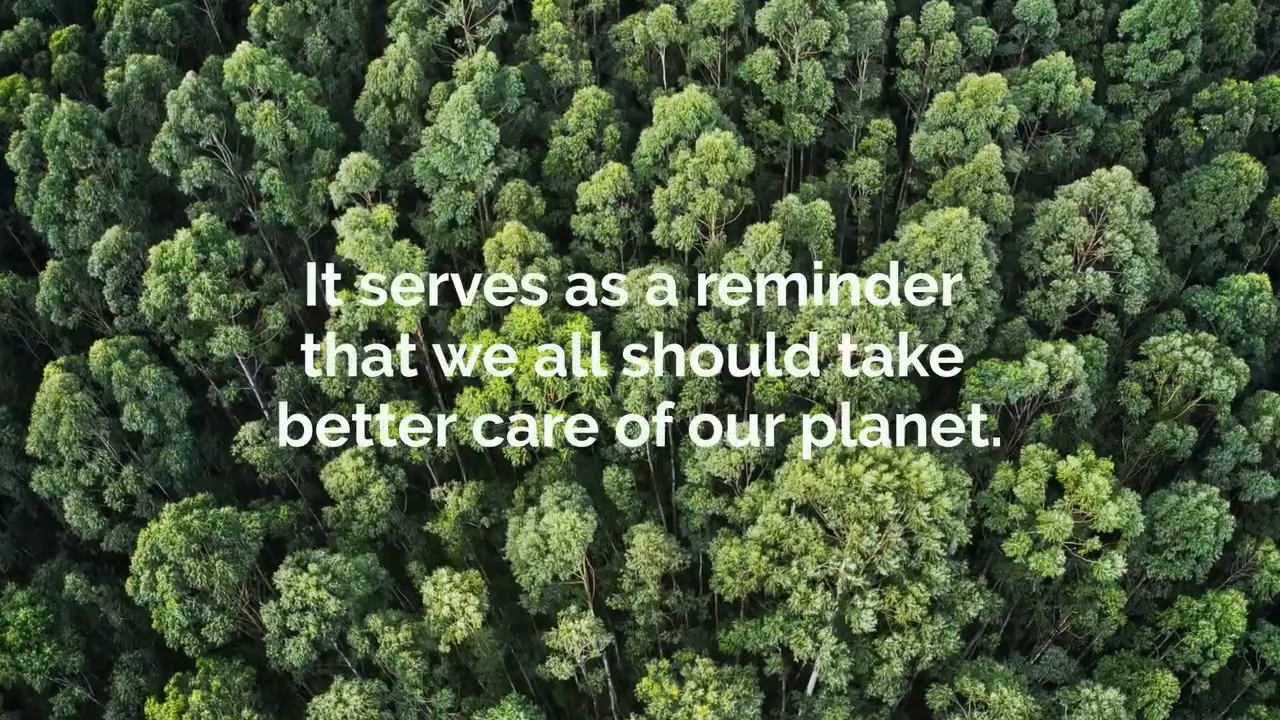 It serves as a reminder
that we all should take
better care of our planet.